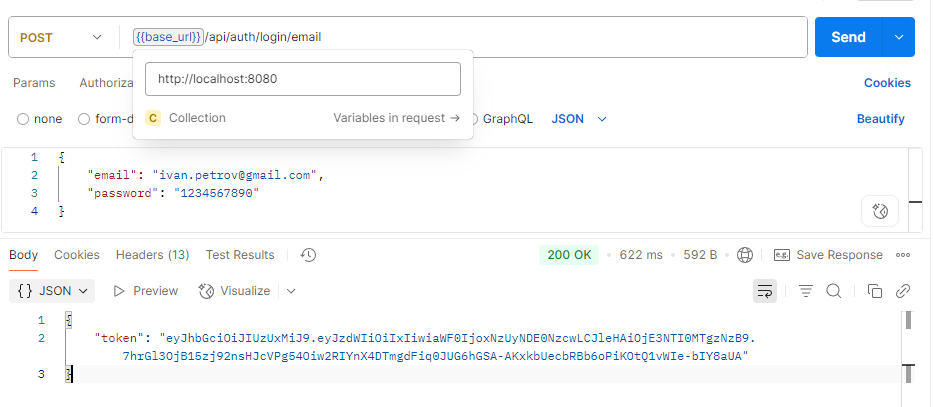 POST {{base_url}}/api/auth/login/email Send
http://localhost:8080
Params Authoriza Cookies
C Collection Variables in request →
none form-d GraphQL JSON Beautify
1 {
2 "email": "ivan.petrov@gmail.com",
3 "password": "1234567890"
4 }
Body Cookies Headers (13) Test Results 200 OK • 622 ms • 592 B e.g. Save Response
{} JSON Preview Visualize
1 {
2 "token": "eyJhbGciOiJIUzUxMiJ9.eyJzdWIiOiIxIiwiaWF0IjoxNzUyNDE0NzcwLCJleHAiOjE3NTI0MTgzNzB9.
7hrGl3OjB15zj92nsHJcVPg54Oiw2RIYnX4DTmgdFiq0JUG6hGSA-AKxkbUecbRBb6oPiKOtQ1vWIe-bIY8aUA"
3 }